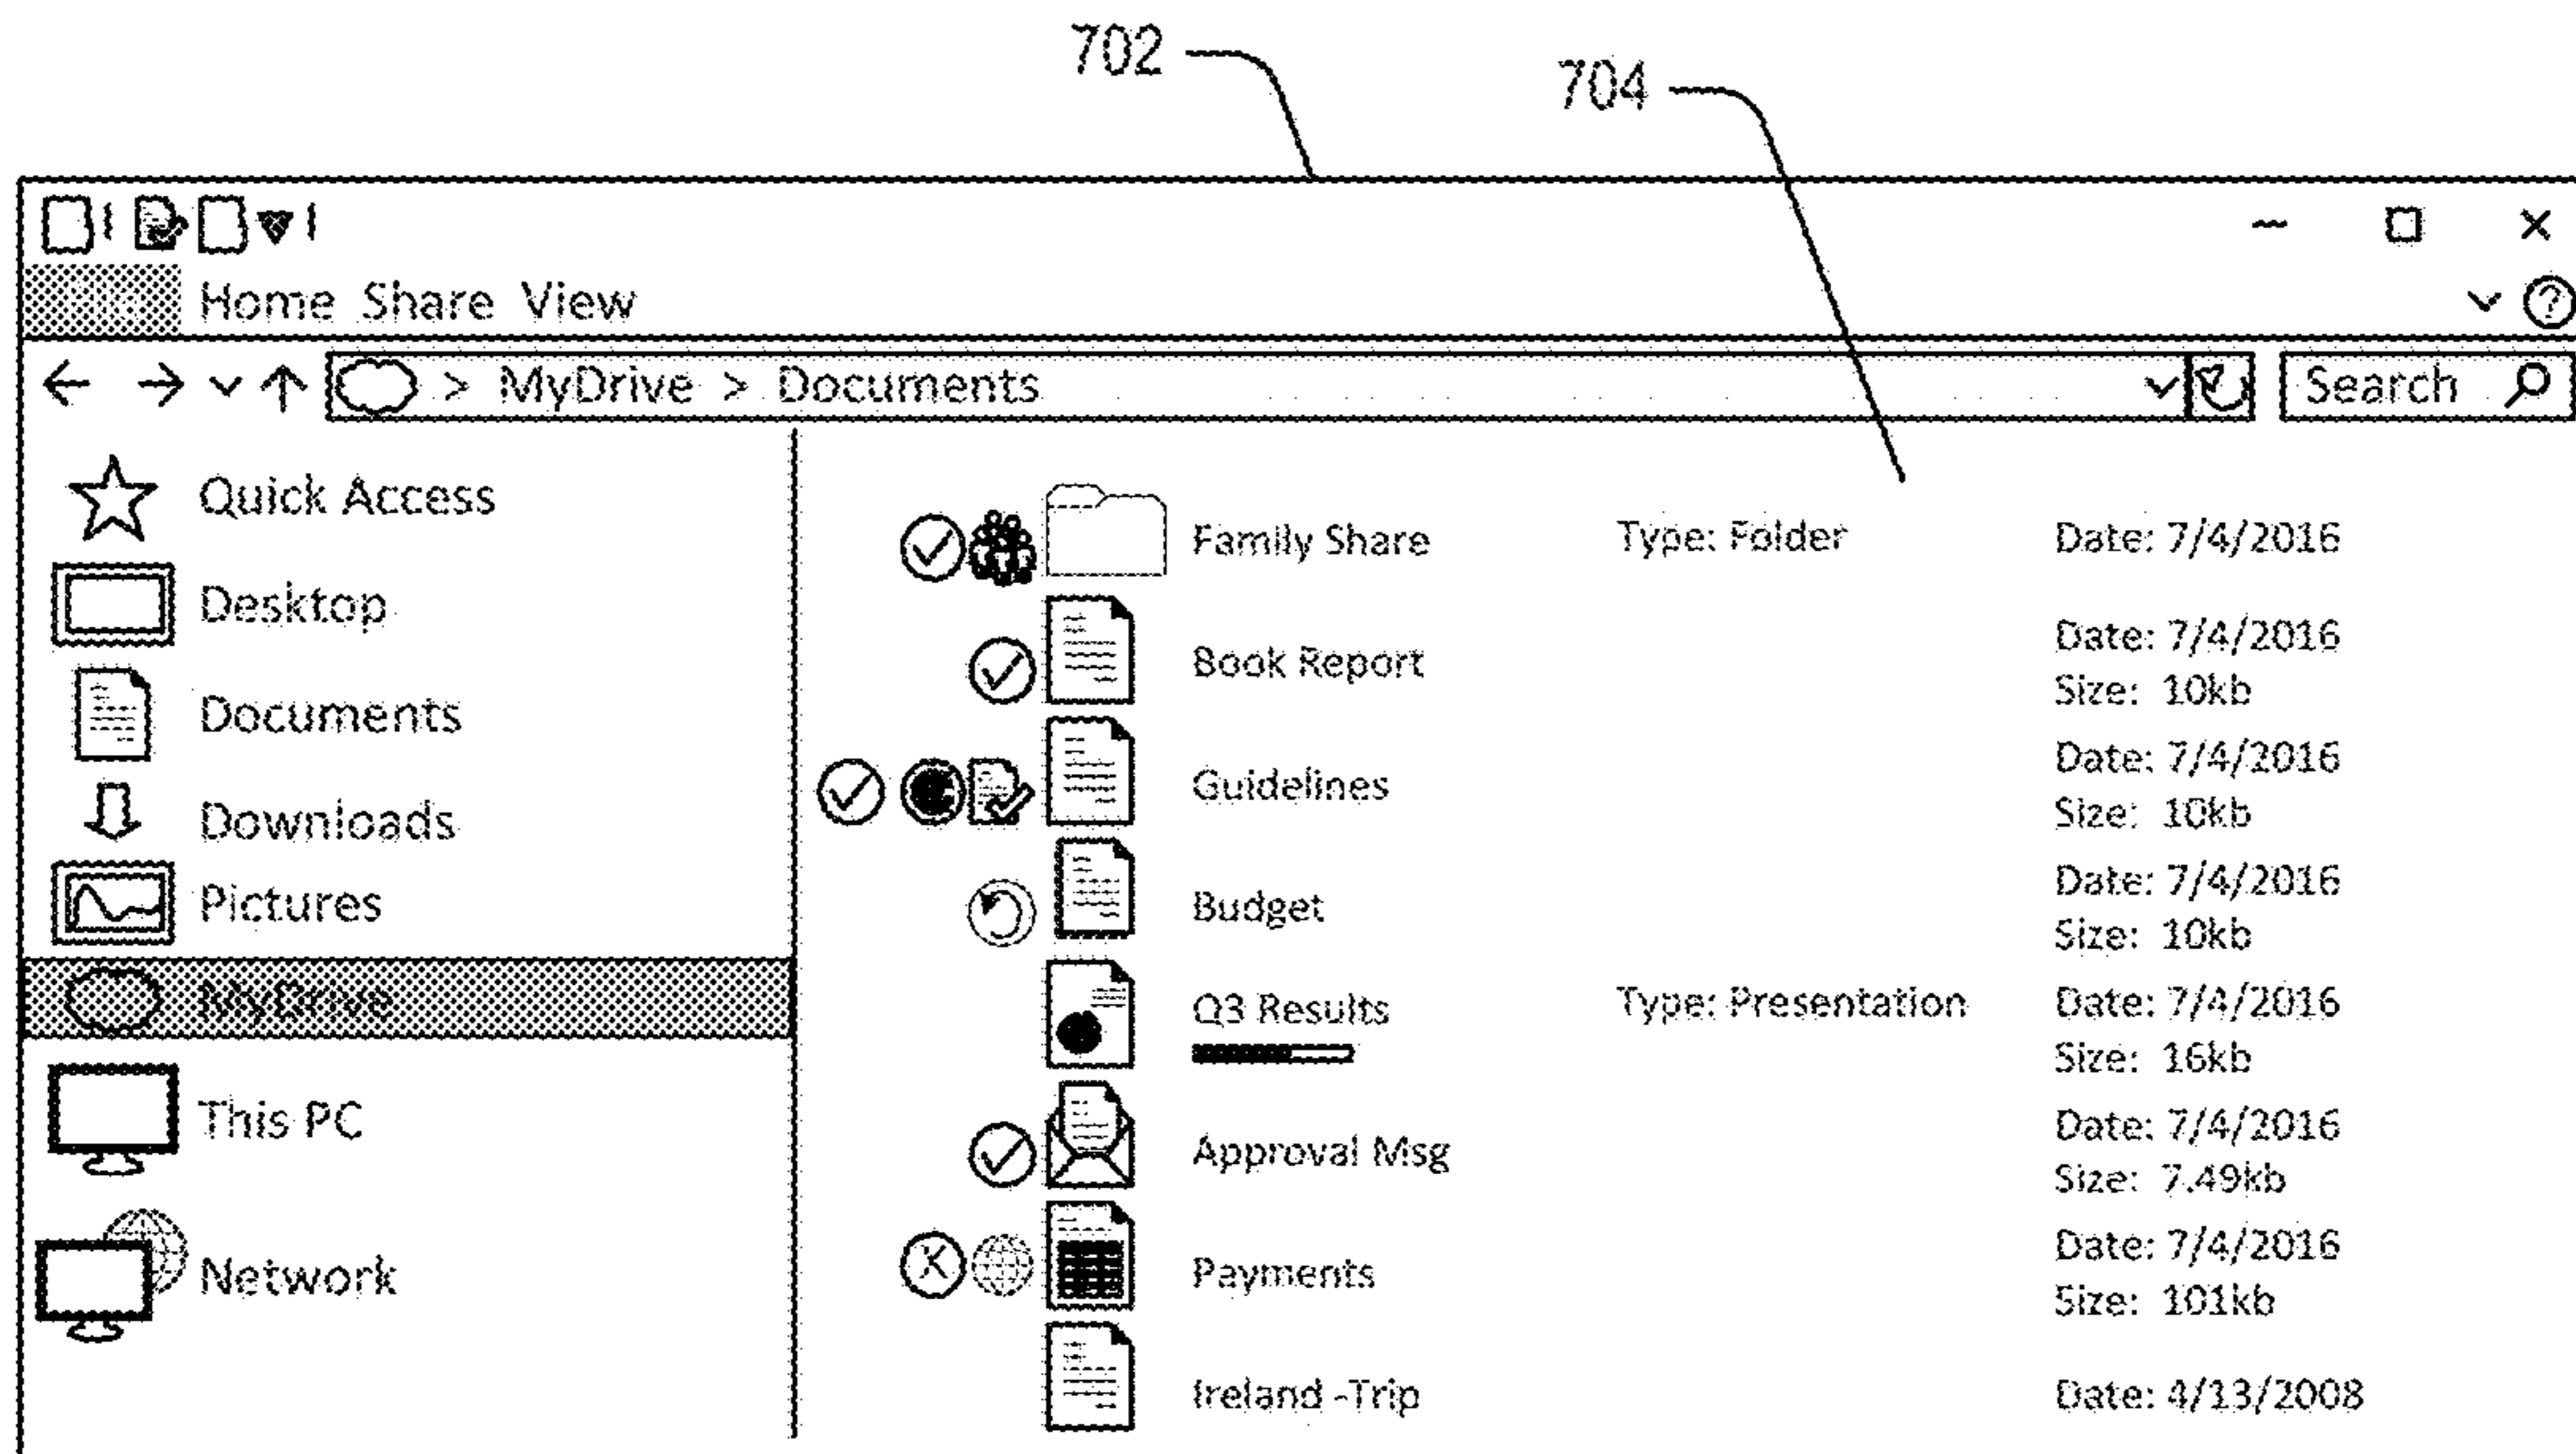 702
704
Home Share View
> MyDrive > Documents
Search
Quick Access
Desktop
Documents
Downloads
Pictures
MyDrive
This PC
Network
Family Share Type: Folder Date: 7/4/2016
Book Report Date: 7/4/2016
Size: 10kb
Guidelines Date: 7/4/2016
Size: 10kb
Budget Date: 7/4/2016
Size: 10kb
Q3 Results Type: Presentation Date: 7/4/2016
Size: 16kb
Approval Msg Date: 7/4/2016
Size: 7.49kb
Payments Date: 7/4/2016
Size: 101kb
Ireland -Trip Date: 4/13/2008